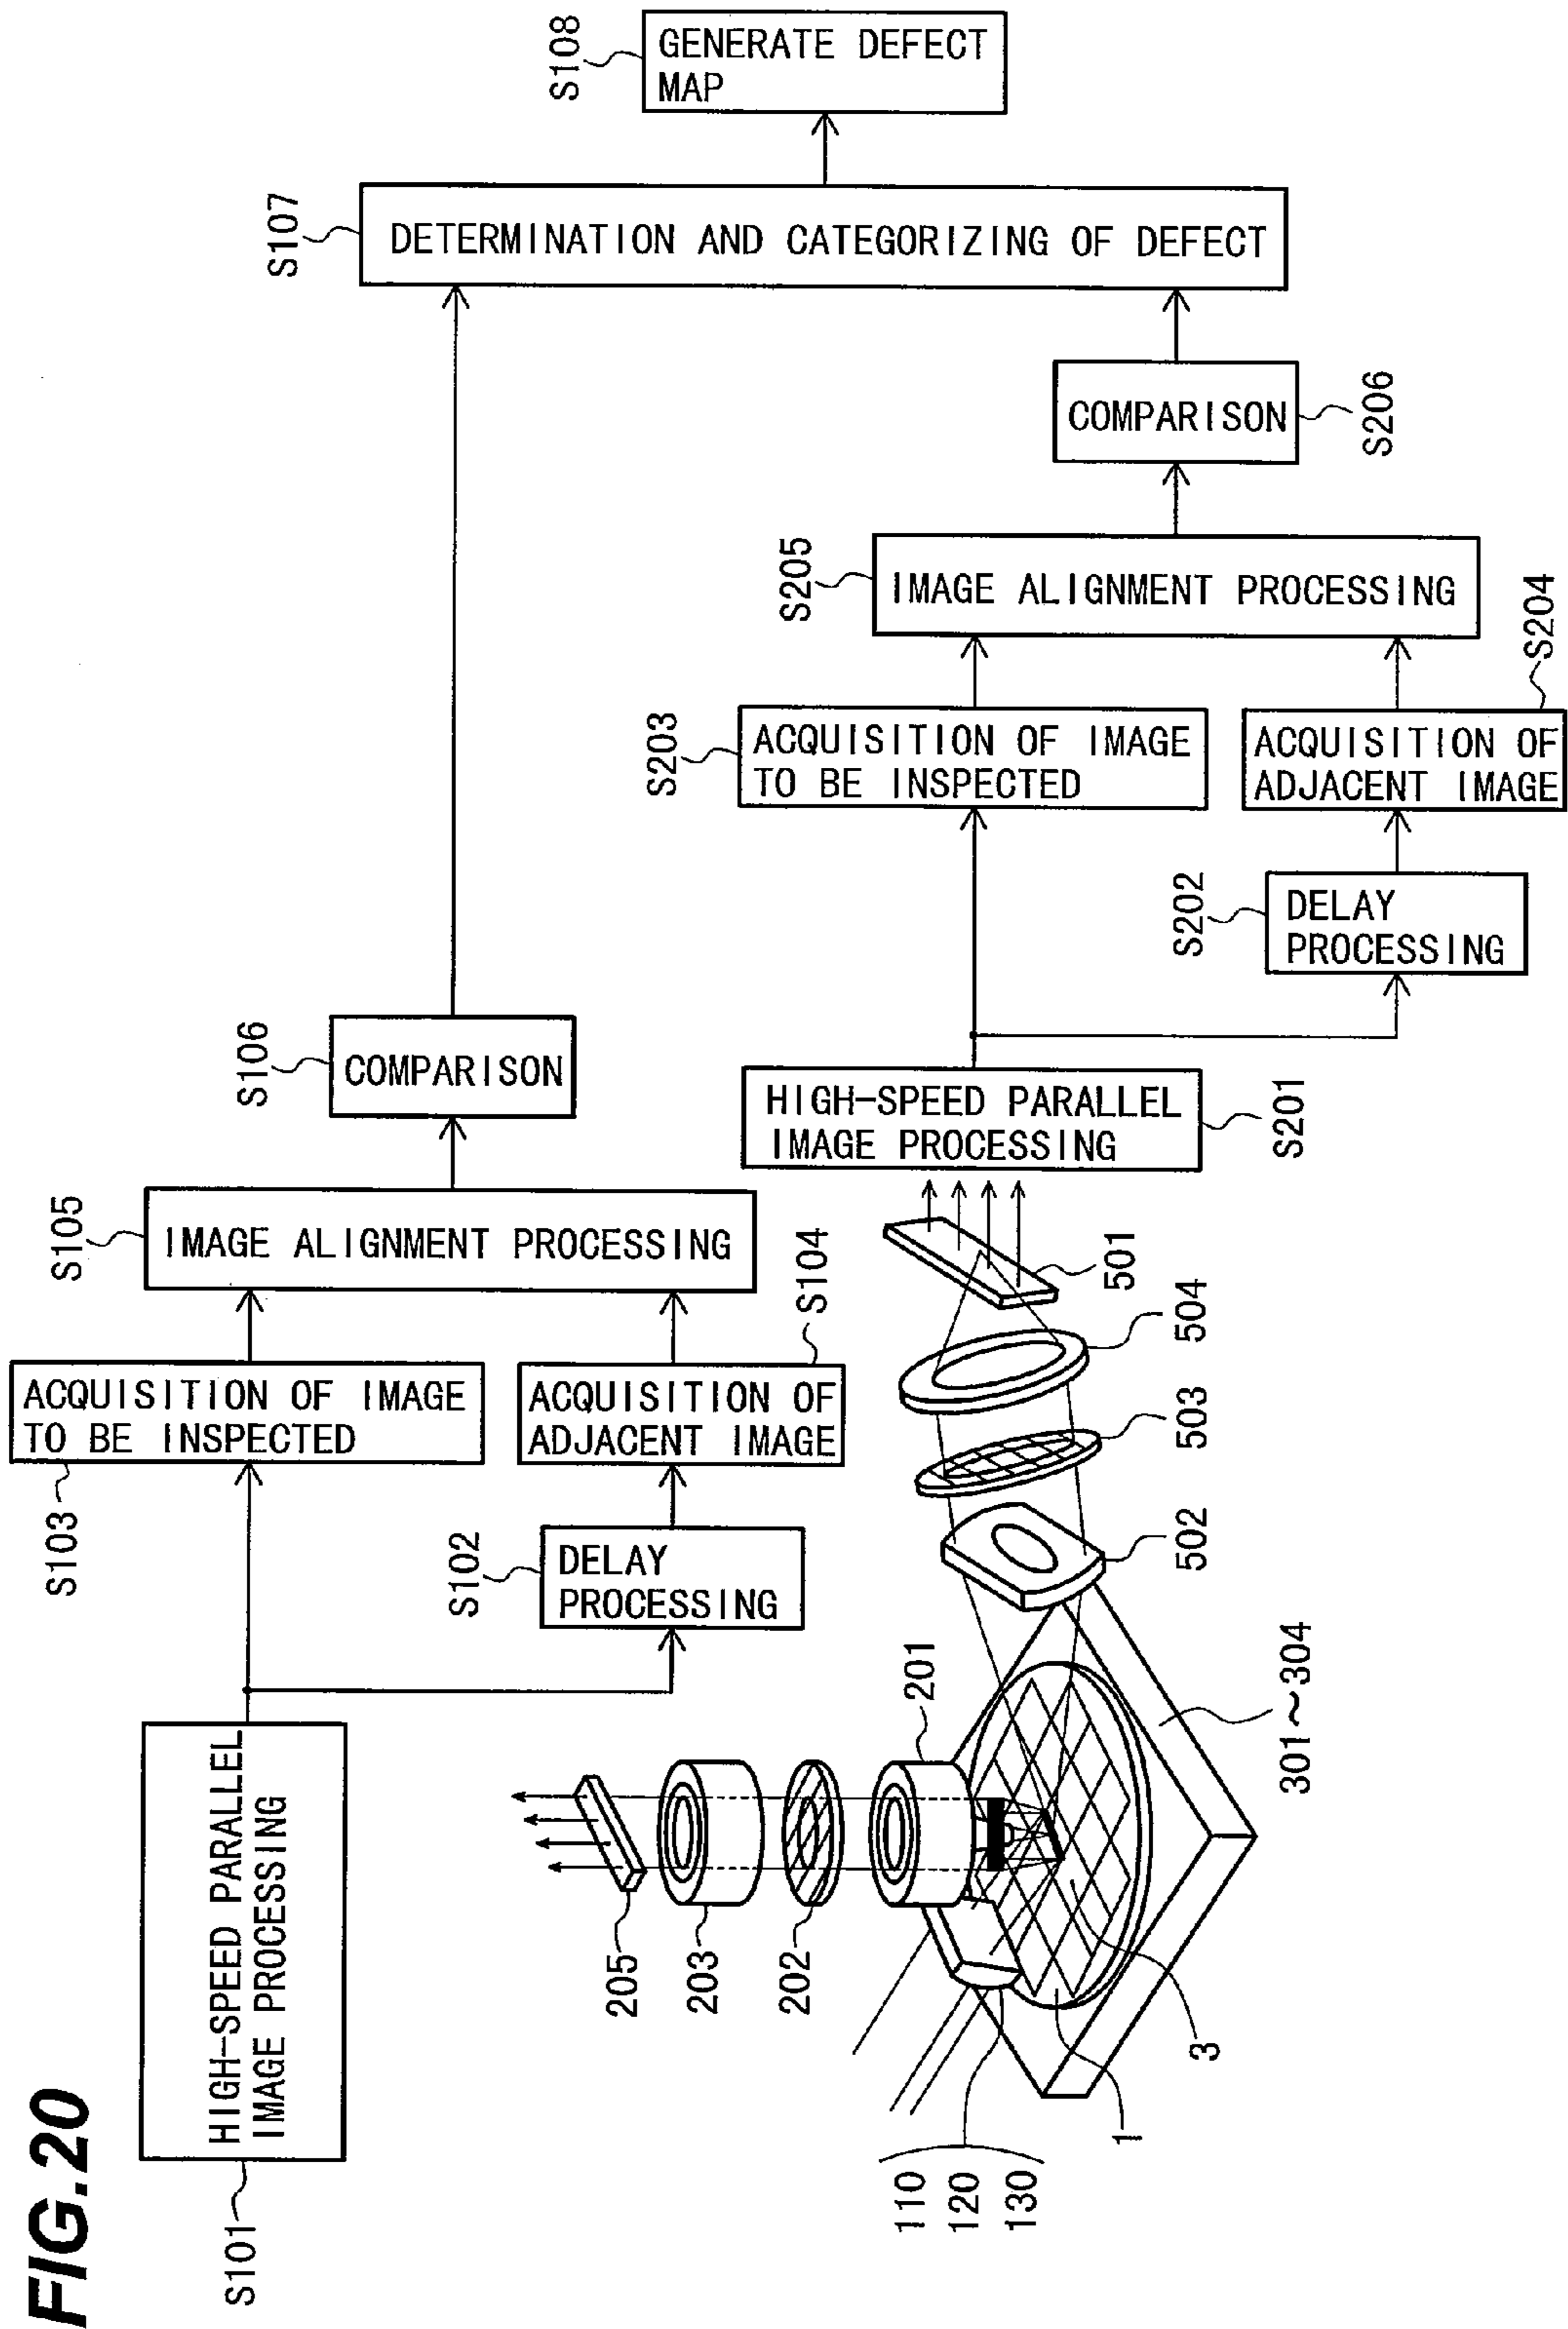 FIG.20
S101
HIGH-SPEED PARALLEL
IMAGE PROCESSING
S103
ACQUISITION OF IMAGE
TO BE INSPECTED
S102
DELAY
PROCESSING
S104
ACQUISITION OF
ADJACENT IMAGE
S105
IMAGE ALIGNMENT PROCESSING
S106
COMPARISON
S107
DETERMINATION AND CATEGORIZING OF DEFECT
S108
GENERATE DEFECT
MAP
205
203
202
201
110
120
130
1
3
301~304
502
503
504
501
S201
HIGH-SPEED PARALLEL
IMAGE PROCESSING
S203
ACQUISITION OF IMAGE
TO BE INSPECTED
S202
DELAY
PROCESSING
S204
ACQUISITION OF
ADJACENT IMAGE
S205
IMAGE ALIGNMENT PROCESSING
S206
COMPARISON